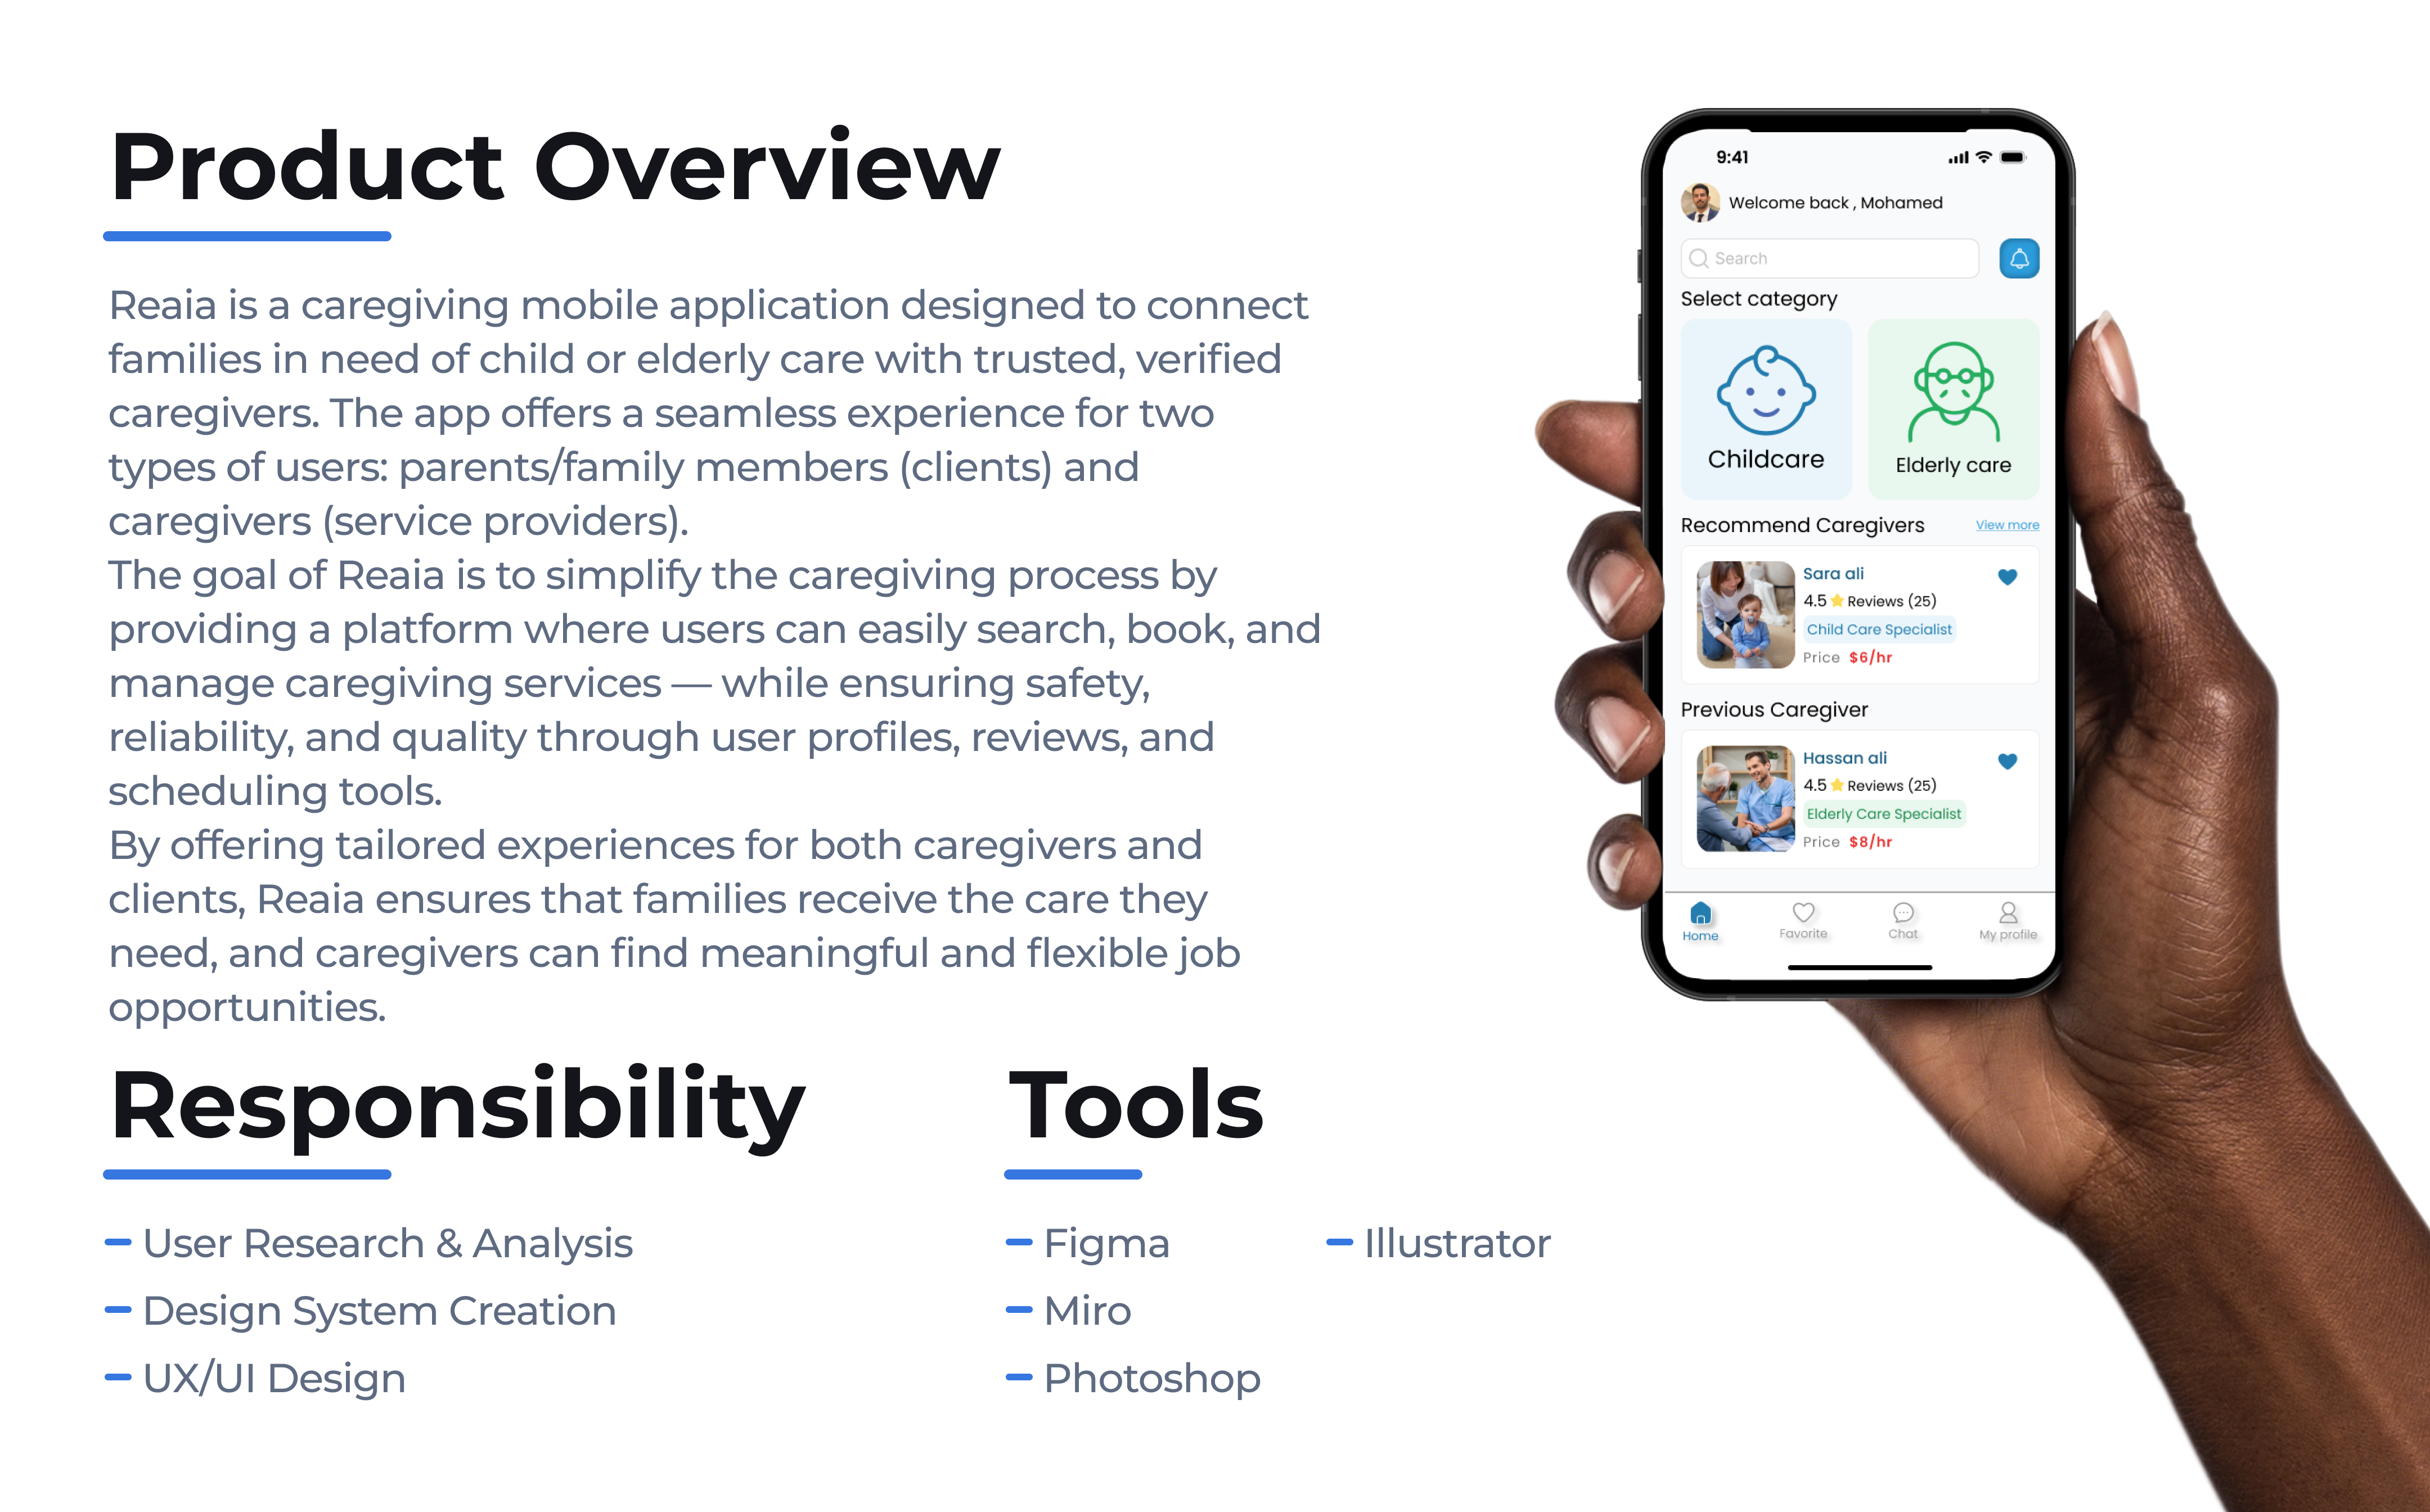 Product Overview
Reaia is a caregiving mobile application designed to connect
families in need of child or elderly care with trusted, verified
caregivers. The app offers a seamless experience for two
types of users: parents/family members (clients) and
caregivers (service providers).
The goal of Reaia is to simplify the caregiving process by
providing a platform where users can easily search, book, and
manage caregiving services — while ensuring safety,
reliability, and quality through user profiles, reviews, and
scheduling tools.
By offering tailored experiences for both caregivers and
clients, Reaia ensures that families receive the care they
need, and caregivers can find meaningful and flexible job
opportunities.
Responsibility
User Research & Analysis
Design System Creation
UX/UI Design
Tools
Figma
Miro
Photoshop
Illustrator
9:41
Welcome back , Mohamed
Search
Select category
Childcare
Elderly care
Recommend Caregivers
View more
Sara ali
4.5 Reviews (25)
Child Care Specialist
Price $6/hr
Previous Caregiver
Hassan ali
4.5 Reviews (25)
Elderly Care Specialist
Price $8/hr
Home
Favorite
Chat
My profile